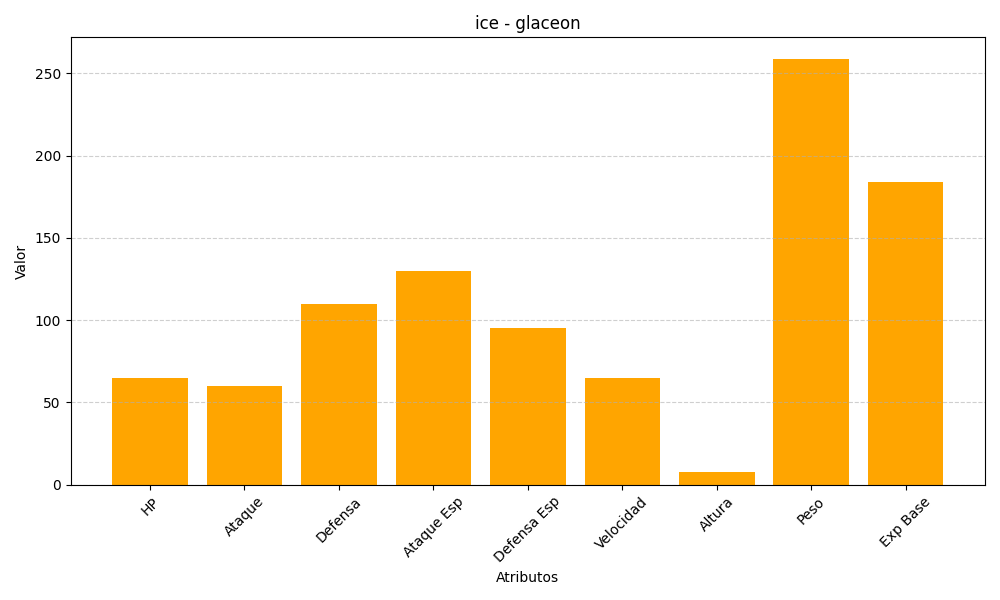 ice - glaceon
Valor
250
200
150
100
50
0
HP
Ataque
Defensa
Ataque Esp
Defensa Esp
Velocidad
Altura
Peso
Exp Base
Atributos